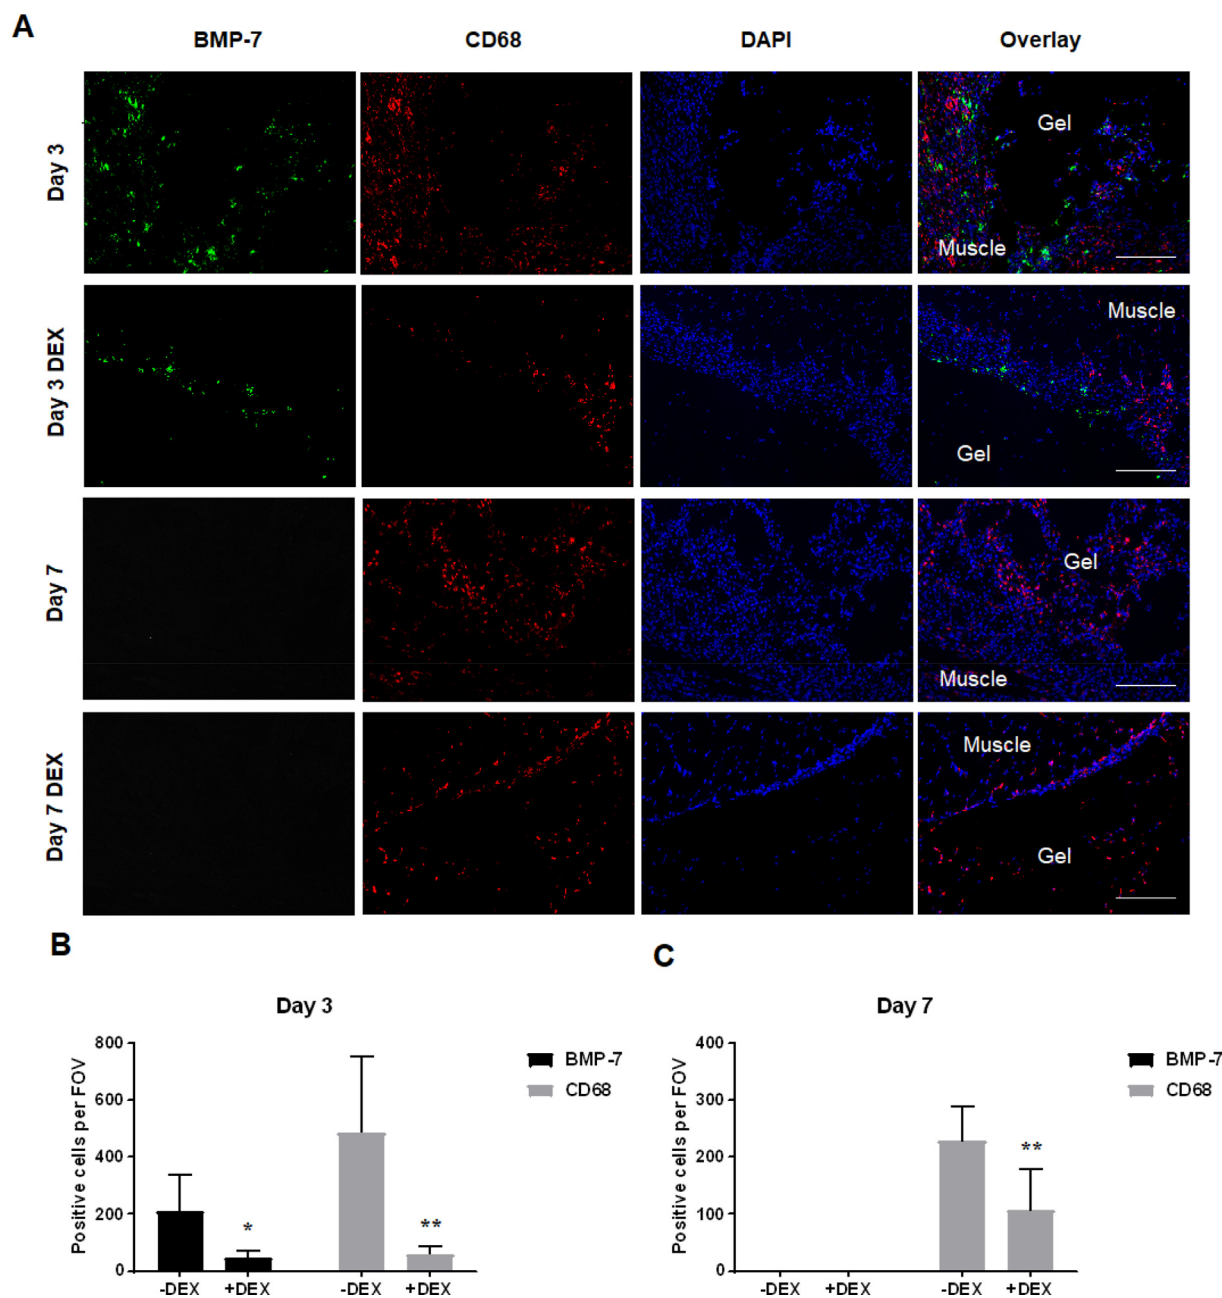 A
BMP-7 CD68 DAPI Overlay
Day 3
Gel
Muscle
Day 3 DEX
Muscle
Gel
Day 7
Gel
Muscle
Day 7 DEX
Muscle
Gel
B
Day 3
Positive cells per FOV
800
600
400
200
0
*
**
-DEX +DEX -DEX +DEX
BMP-7
CD68
C
Day 7
Positive cells per FOV
400
300
200
100
0
**
-DEX +DEX -DEX +DEX
BMP-7
CD68